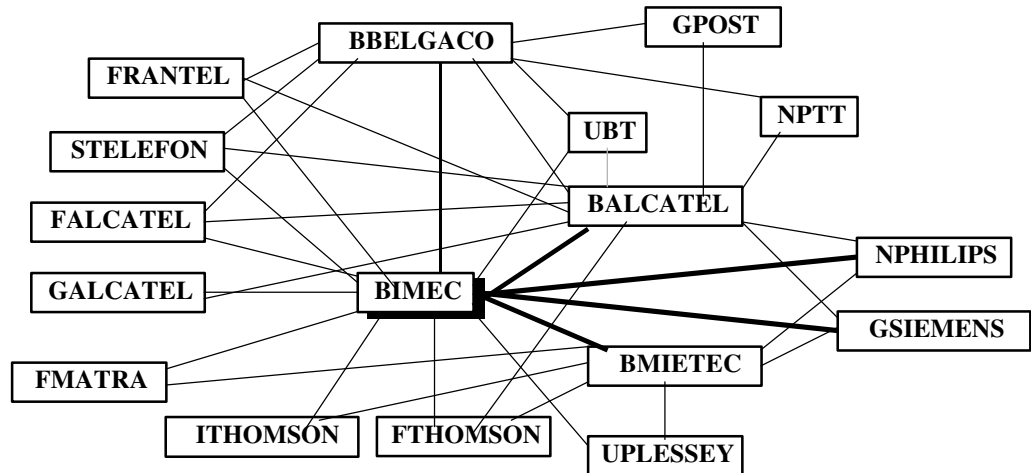 GPOST
BBELGACO
FRANTEL
NPTT
UBT
STELEFON
BALCATEL
FALCATEL
NPHILIPS
GALCATEL
BIMEC
GSIEMENS
BMIETEC
FMATRA
ITHOMSON
FTHOMSON
UPLESSEY